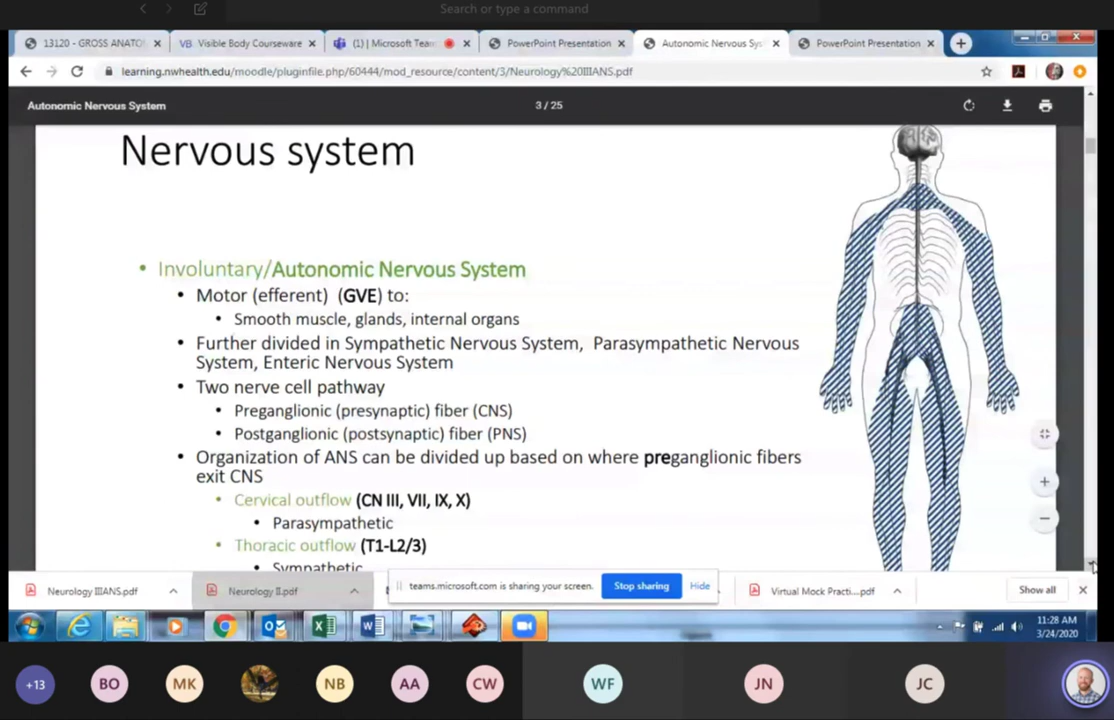 Search or type a command
13120 - GROSS ANATO
Visible Body Courseware
(1) | Microsoft Team
PowerPoint Presentation
Autonomic Nervous Sys
PowerPoint Presentation
learning.nwhealth.edu/moodle/pluginfile.php/60444/mod_resource/content/3/Neurology%20IIIANS.pdf
Autonomic Nervous System
3 / 25
Nervous system
• Involuntary/Autonomic Nervous System
• Motor (efferent) (GVE) to:
• Smooth muscle, glands, internal organs
• Further divided in Sympathetic Nervous System, Parasympathetic Nervous
System, Enteric Nervous System
• Two nerve cell pathway
• Preganglionic (presynaptic) fiber (CNS)
• Postganglionic (postsynaptic) fiber (PNS)
• Organization of ANS can be divided up based on where preganglionic fibers
exit CNS
• Cervical outflow (CN III, VII, IX, X)
• Parasympathetic
• Thoracic outflow (T1-L2/3)
• Sympathetic
Neurology IIIANS.pdf
Neurology II.pdf
teams.microsoft.com is sharing your screen.
Stop sharing
Hide
Virtual Mock Practi....pdf
Show all
11:28 AM
3/24/2020
+13
BO
MK
NB
AA
CW
WF
JN
JC